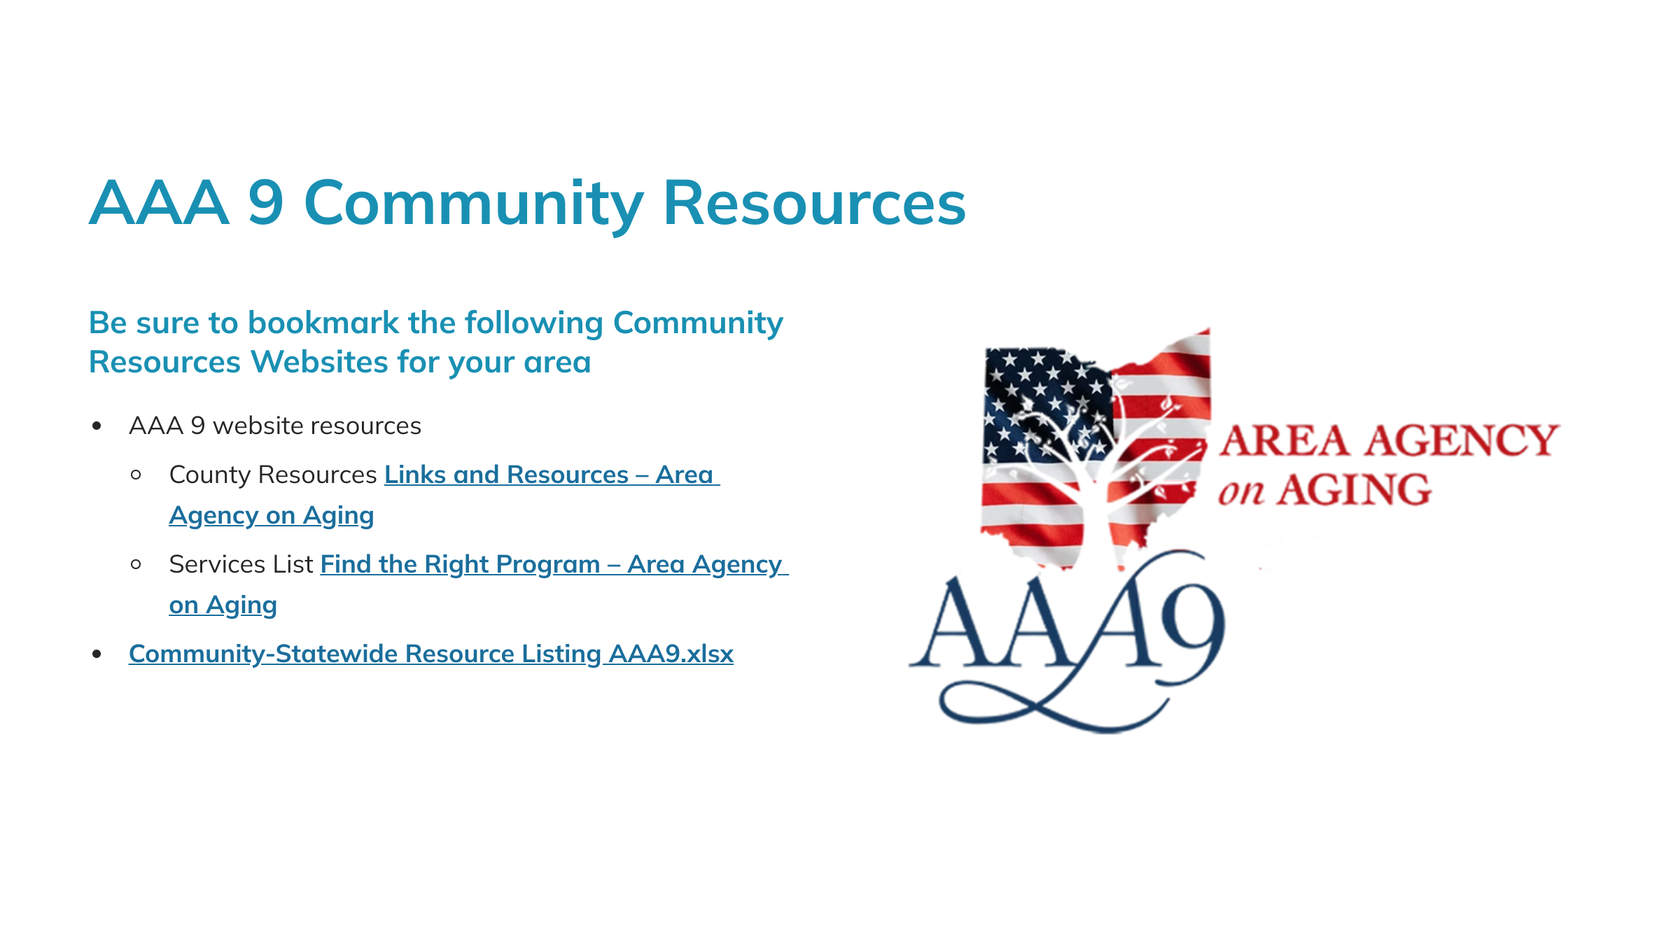 AAA 9 Community Resources
Be sure to bookmark the following Community
Resources Websites for your area
• AAA 9 website resources
○ County Resources Links and Resources – Area
Agency on Aging
○ Services List Find the Right Program – Area Agency
on Aging
• Community-Statewide Resource Listing AAA9.xlsx
AREA AGENCY
on AGING
AAA9